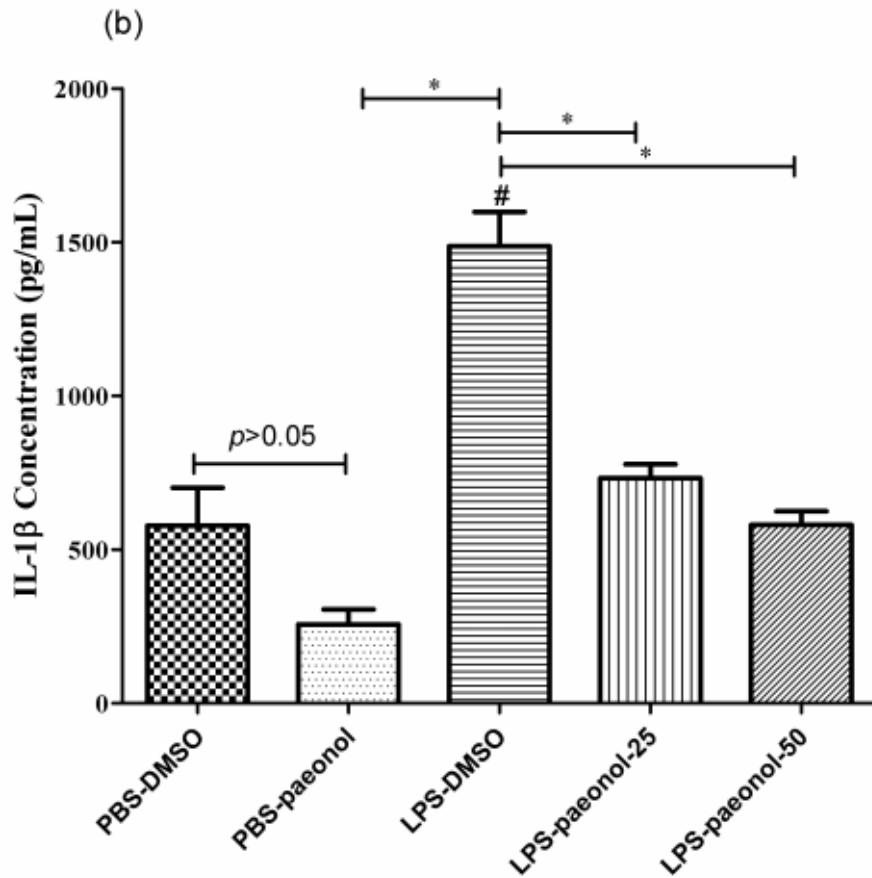 (b)
*
*
*
#
p>0.05
IL-1β Concentration (pg/mL)
2000
1500
1000
500
0
PBS-DMSO
PBS-paeonol
LPS-DMSO
LPS-paeonol-25
LPS-paeonol-50